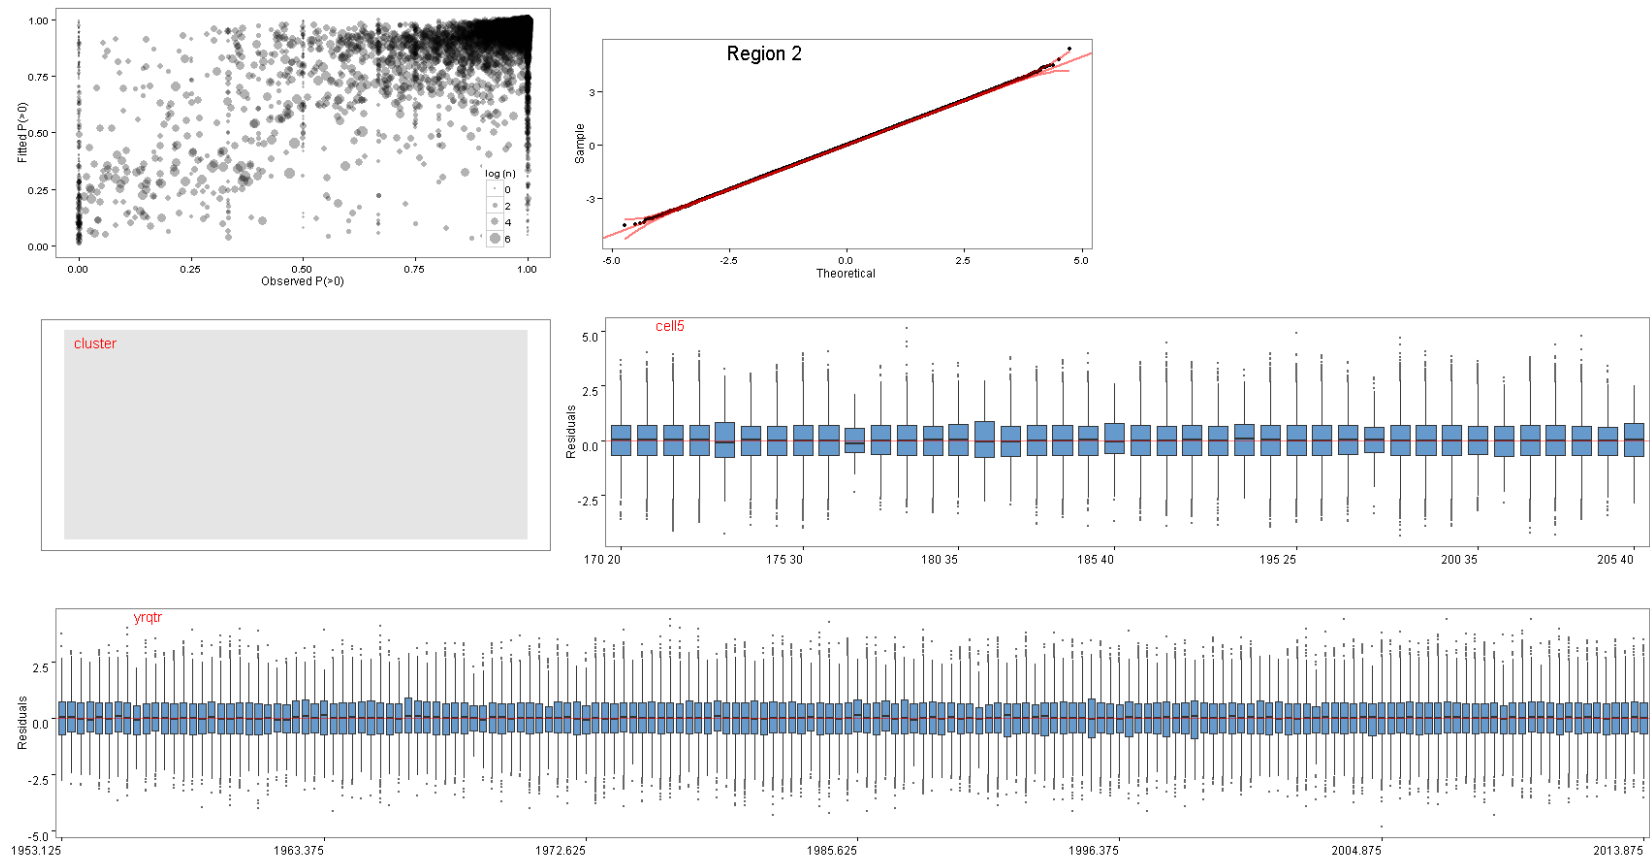 1.00
0.75
0.50
0.25
0.00
Fitted P(>0)
log (n)
0
2
4
6
0.00 0.25 0.50 0.75 1.00
Observed P(>0)
Region 2
3
0
-3
Sample
-5.0 -2.5 0.0 2.5 5.0
Theoretical
cluster
cell5
5.0
2.5
0.0
-2.5
Residuals
170 20 175 30 180 35 185 40 195 25 200 35 205 40
yrqtr
2.5
0.0
-2.5
-5.0
Residuals
1953.125 1963.375 1972.625 1985.625 1996.375 2004.875 2013.875